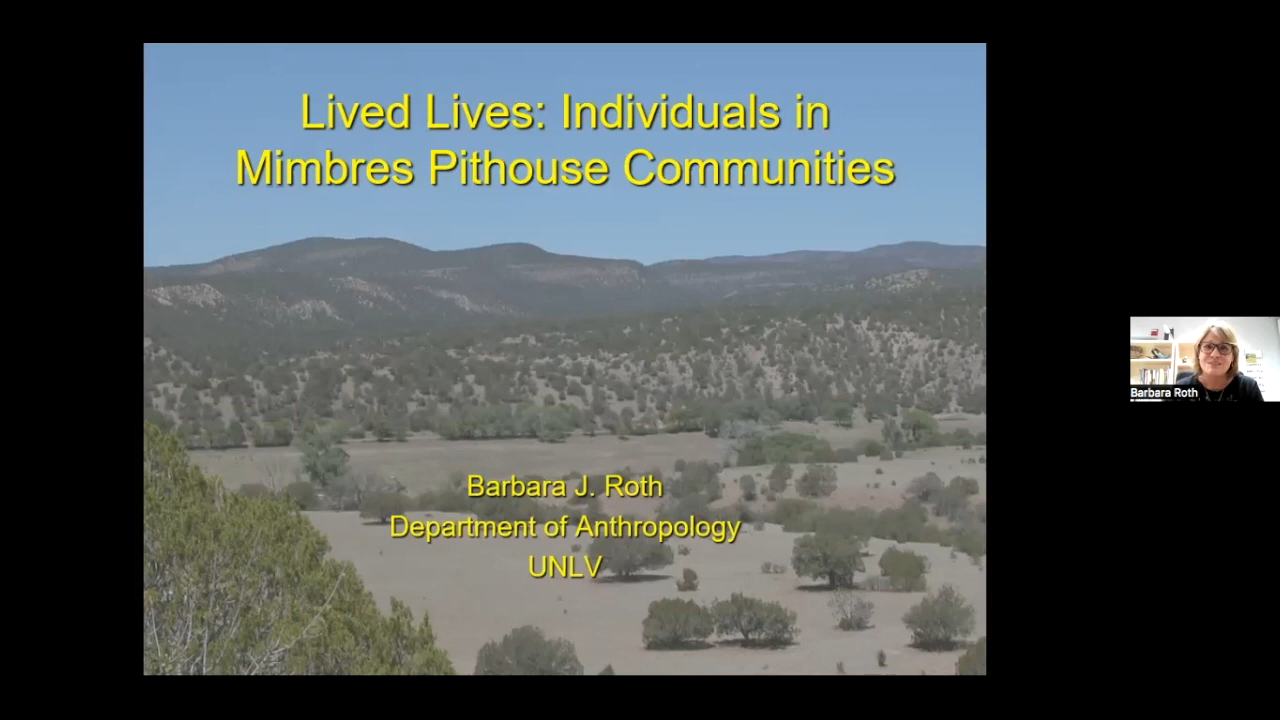 Lived Lives: Individuals in
Mimbres Pithouse Communities
Barbara J. Roth
Department of Anthropology
UNLV
Barbara Roth